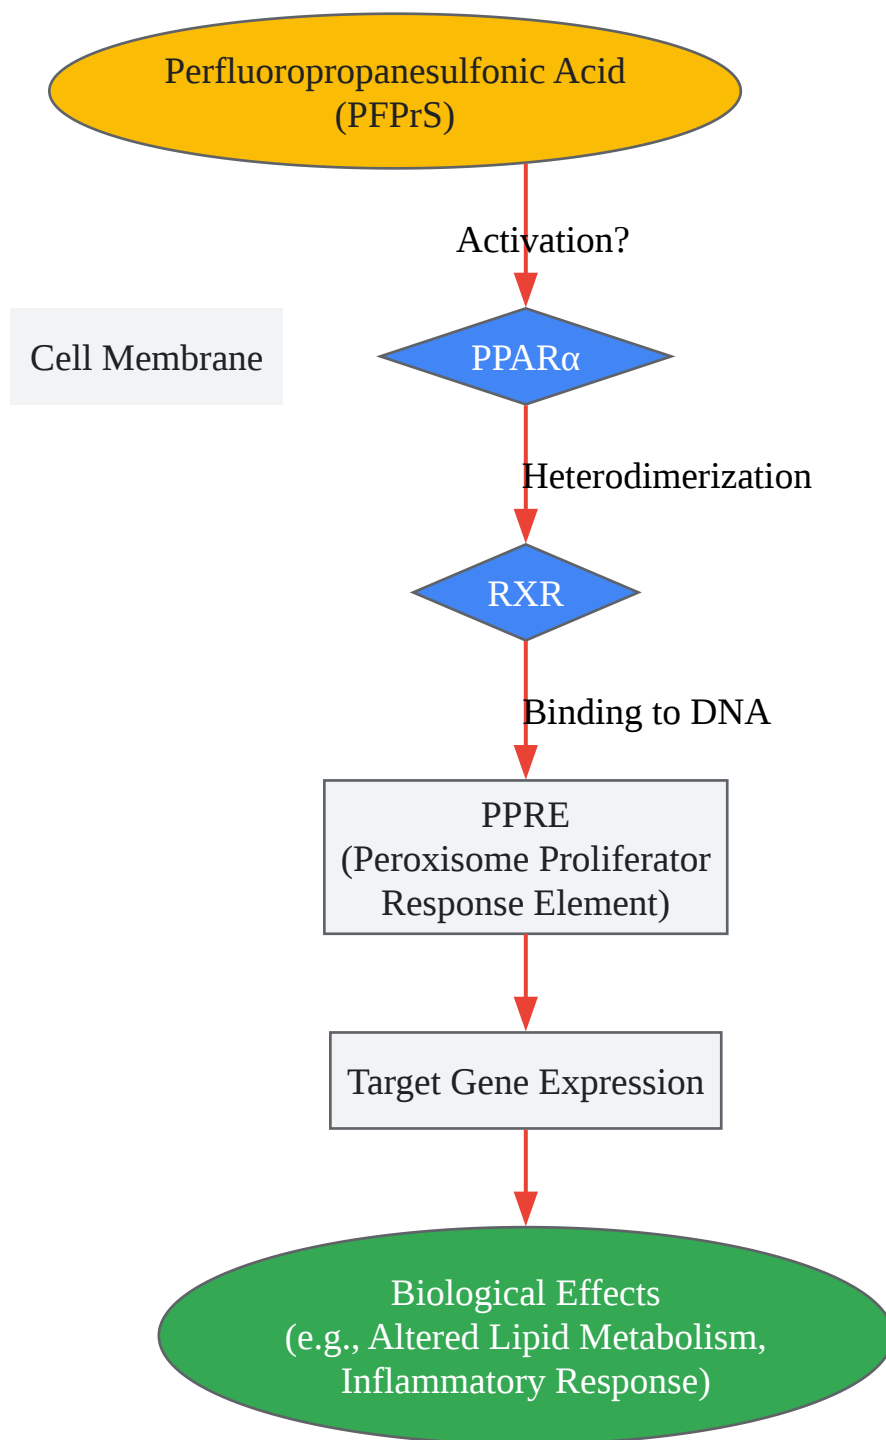 Perfluoropropanesulfonic Acid
(PFPrS)
Activation?
Cell Membrane
PPARα
Heterodimerization
RXR
Binding to DNA
PPRE
(Peroxisome Proliferator
Response Element)
Target Gene Expression
Biological Effects
(e.g., Altered Lipid Metabolism,
Inflammatory Response)